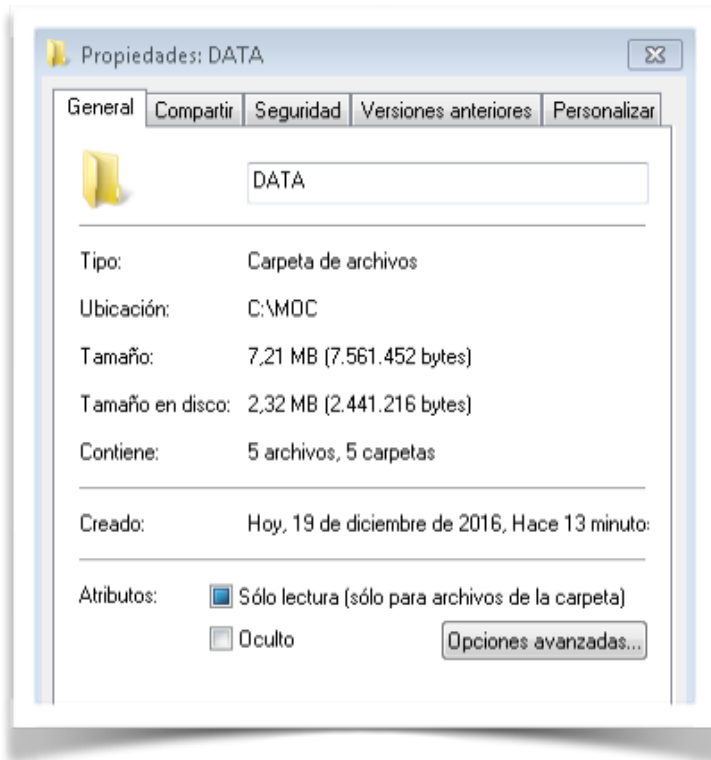 Propiedades: DATA
General Compartir Seguridad Versiones anteriores Personalizar
DATA
Tipo: Carpeta de archivos
Ubicación: C:\MOC
Tamaño: 7,21 MB (7.561.452 bytes)
Tamaño en disco: 2,32 MB (2.441.216 bytes)
Contiene: 5 archivos, 5 carpetas
Creado: Hoy, 19 de diciembre de 2016, Hace 13 minuto
Atributos: Sólo lectura (sólo para archivos de la carpeta)
Oculto Opciones avanzadas...